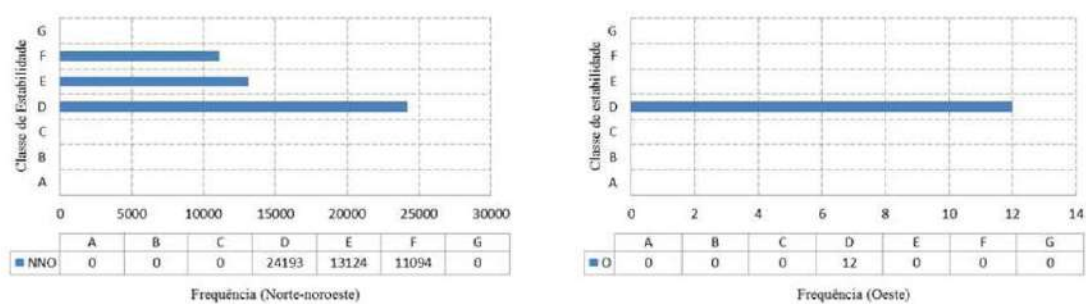 Classe de Estabilidade
G
F
E
D
C
B
A
0 5000 10000 15000 20000 25000 30000
A B C D E F G
NNO 0 0 0 24193 13124 11094 0
Frequência (Norte-noroeste)
Classe de estabilidade
G
F
E
D
C
B
A
0 2 4 6 8 10 12 14
A B C D E F G
O 0 0 0 12 0 0 0
Frequência (Oeste)